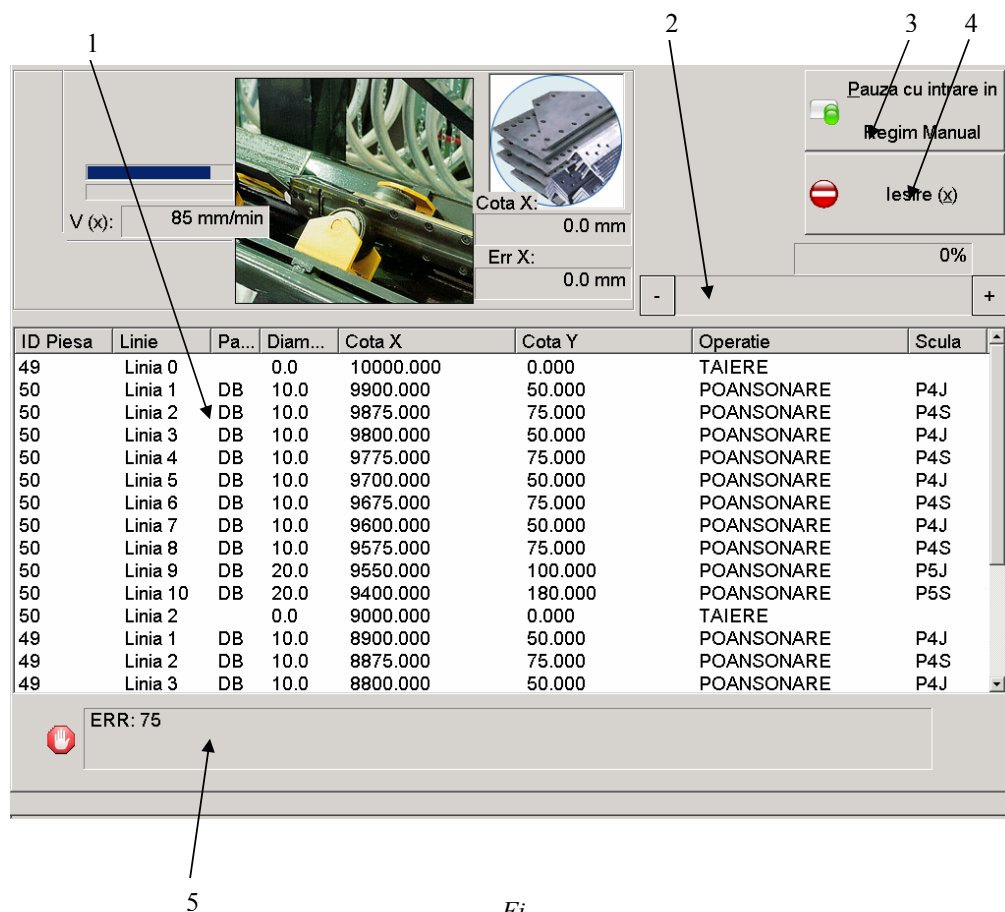 1
2
3
4
Pauza cu intrare in
Regim Manual
Iesire (x)
V (x):
85 mm/min
Cota X:
0.0 mm
Err X:
0.0 mm
0%
-
+
ID Piesa Linie Pa... Diam... Cota X Cota Y Operatie Scula
49 Linia 0 0.0 10000.000 0.000 TAIERE
50 Linia 1 DB 10.0 9900.000 50.000 POANSONARE P4J
50 Linia 2 DB 10.0 9875.000 75.000 POANSONARE P4S
50 Linia 3 DB 10.0 9800.000 50.000 POANSONARE P4J
50 Linia 4 DB 10.0 9775.000 75.000 POANSONARE P4S
50 Linia 5 DB 10.0 9700.000 50.000 POANSONARE P4J
50 Linia 6 DB 10.0 9675.000 75.000 POANSONARE P4S
50 Linia 7 DB 10.0 9600.000 50.000 POANSONARE P4J
50 Linia 8 DB 10.0 9575.000 75.000 POANSONARE P4S
50 Linia 9 DB 20.0 9550.000 100.000 POANSONARE P5J
50 Linia 10 DB 20.0 9400.000 180.000 POANSONARE P5S
50 Linia 2 0.0 9000.000 0.000 TAIERE
49 Linia 1 DB 10.0 8900.000 50.000 POANSONARE P4J
49 Linia 2 DB 10.0 8875.000 75.000 POANSONARE P4S
49 Linia 3 DB 10.0 8800.000 50.000 POANSONARE P4J
ERR: 75
5